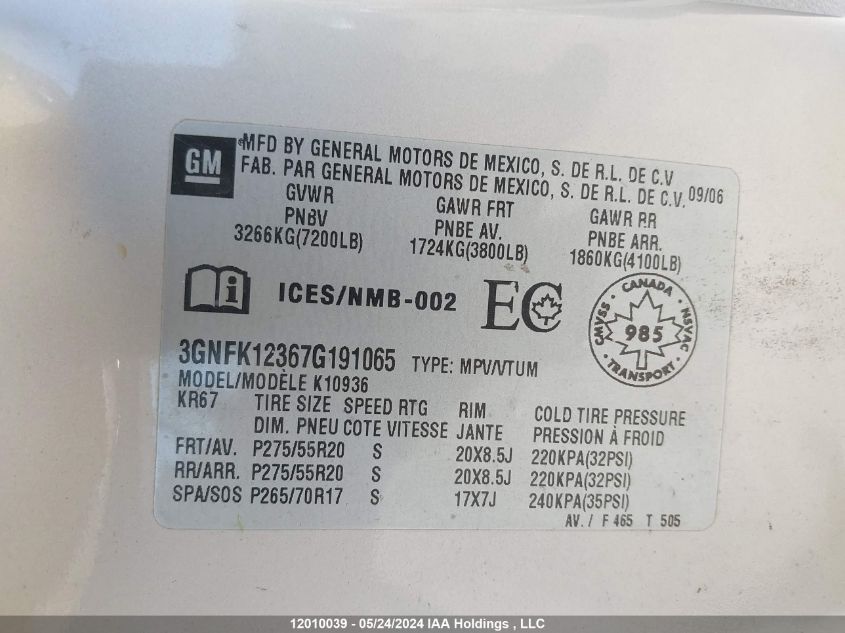 GM
MFD BY GENERAL MOTORS DE MEXICO, S. DE R.L. DE C.V
FAB. PAR GENERAL MOTORS DE MEXICO, S. DE R.L. DE C.V. 09/06
GVWR GAWR FRT GAWR RR
PNBV PNBE AV. PNBE ARR.
3266KG(7200LB) 1724KG(3800LB) 1860KG(4100LB)
i ICES/NMB-002 EC
CANADA
CMVSS 985 NSVAC
TRANSPORT
3GNFK12367G191065 TYPE: MPV/VTUM
MODEL/MODÈLE K10936
KR67 TIRE SIZE SPEED RTG RIM COLD TIRE PRESSURE
DIM. PNEU COTE VITESSE JANTE PRESSION À FROID
FRT/AV. P275/55R20 S 20X8.5J 220KPA(32PSI)
RR/ARR. P275/55R20 S 20X8.5J 220KPA(32PSI)
SPA/SOS P265/70R17 S 17X7J 240KPA(35PSI)
AV. / F 465 T 505
12010039 - 05/24/2024 IAA Holdings , LLC